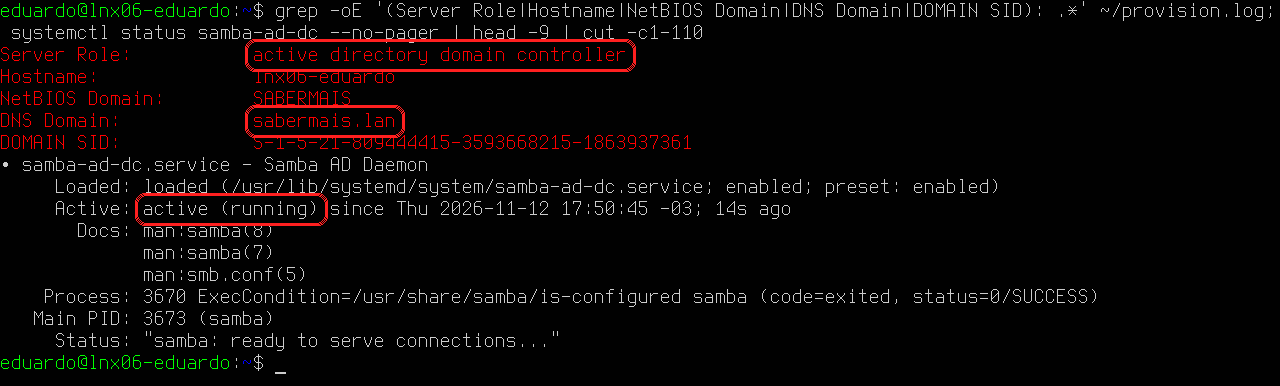 eduardo@lnx06-eduardo:~$ grep -oE '(Server Role|Hostname|NetBIOS Domain|DNS Domain|DOMAIN SID): .*' ~/provision.log;
systemctl status samba-ad-dc --no-pager | head -9 | cut -c1-110
Server Role:           active directory domain controller
Hostname:              lnx06-eduardo
NetBIOS Domain:        SABERMAIS
DNS Domain:            sabermais.lan
DOMAIN SID:            S-1-5-21-809444415-3593668215-1863937361
• samba-ad-dc.service - Samba AD Daemon
     Loaded: loaded (/usr/lib/systemd/system/samba-ad-dc.service; enabled; preset: enabled)
     Active: active (running) since Thu 2026-11-12 17:50:45 -03; 14s ago
       Docs: man:samba(8)
             man:samba(7)
             man:smb.conf(5)
    Process: 3670 ExecCondition=/usr/share/samba/is-configured samba (code=exited, status=0/SUCCESS)
   Main PID: 3673 (samba)
     Status: "samba: ready to serve connections..."
eduardo@lnx06-eduardo:~$ _